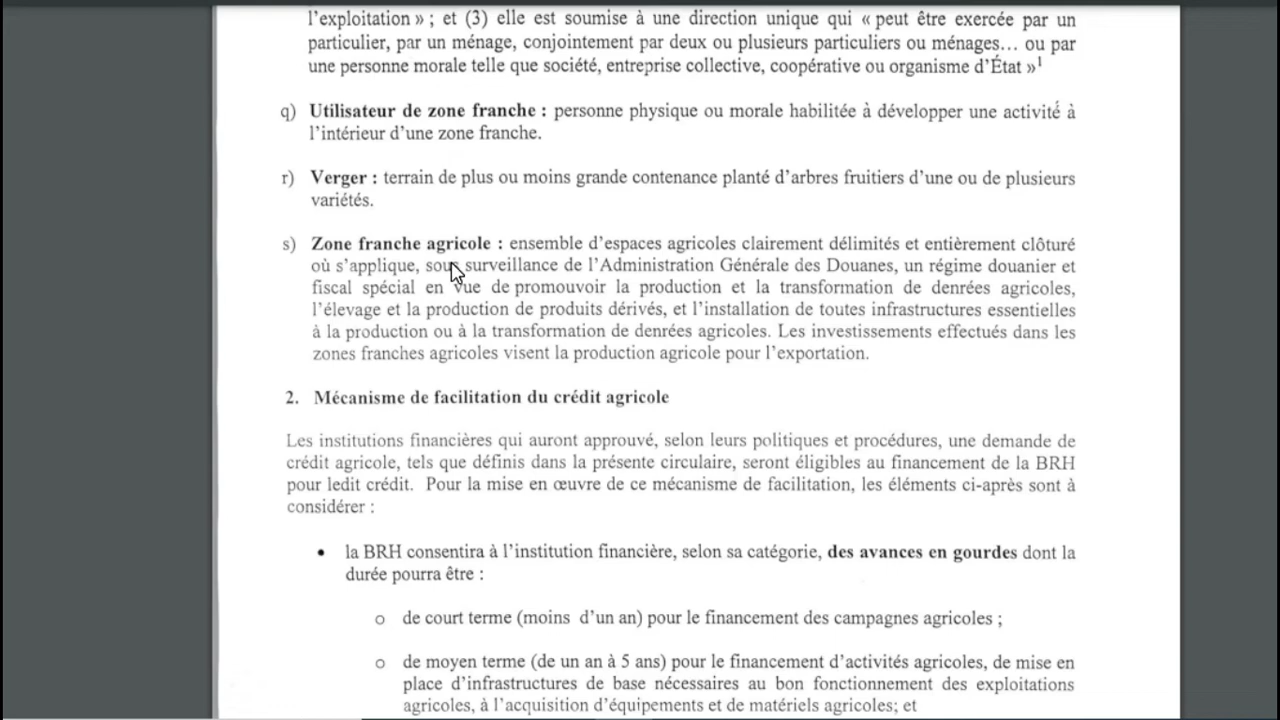 l'exploitation » ; et (3) elle est soumise à une direction unique qui « peut être exercée par un
particulier, par un ménage, conjointement par deux ou plusieurs particuliers ou ménages… ou par
une personne morale telle que société, entreprise collective, coopérative ou organisme d'État »1
q) Utilisateur de zone franche : personne physique ou morale habilitée à développer une activité à
l'intérieur d'une zone franche.
r) Verger : terrain de plus ou moins grande contenance planté d'arbres fruitiers d'une ou de plusieurs
variétés.
s) Zone franche agricole : ensemble d'espaces agricoles clairement délimités et entièrement clôturé
où s'applique, sous surveillance de l'Administration Générale des Douanes, un régime douanier et
fiscal spécial en vue de promouvoir la production et la transformation de denrées agricoles,
l'élevage et la production de produits dérivés, et l'installation de toutes infrastructures essentielles
à la production ou à la transformation de denrées agricoles. Les investissements effectués dans les
zones franches agricoles visent la production agricole pour l'exportation.
2. Mécanisme de facilitation du crédit agricole
Les institutions financières qui auront approuvé, selon leurs politiques et procédures, une demande de
crédit agricole, tels que définis dans la présente circulaire, seront éligibles au financement de la BRH
pour ledit crédit. Pour la mise en œuvre de ce mécanisme de facilitation, les éléments ci-après sont à
considérer :
• la BRH consentira à l'institution financière, selon sa catégorie, des avances en gourdes dont la
durée pourra être :
o de court terme (moins d'un an) pour le financement des campagnes agricoles ;
o de moyen terme (de un an à 5 ans) pour le financement d'activités agricoles, de mise en
place d'infrastructures de base nécessaires au bon fonctionnement des exploitations
agricoles, à l'acquisition d'équipements et de matériels agricoles; et